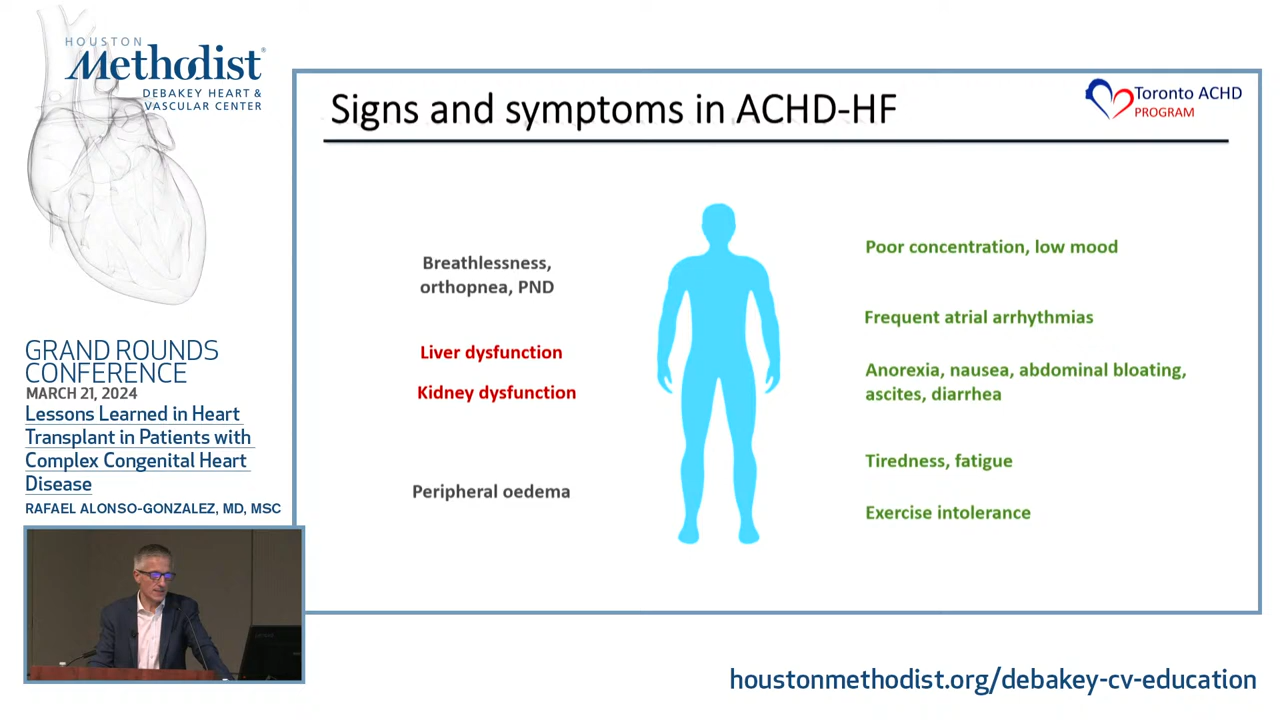 HOUSTON
Methodist
DEBAKEY HEART &
VASCULAR CENTER
GRAND ROUNDS
CONFERENCE
MARCH 21, 2024
Lessons Learned in Heart
Transplant in Patients with
Complex Congenital Heart
Disease
RAFAEL ALONSO-GONZALEZ, MD, MSC
Signs and symptoms in ACHD-HF
Toronto ACHD
PROGRAM
Breathlessness,
orthopnea, PND
Liver dysfunction
Kidney dysfunction
Peripheral oedema
Poor concentration, low mood
Frequent atrial arrhythmias
Anorexia, nausea, abdominal bloating,
ascites, diarrhea
Tiredness, fatigue
Exercise intolerance
houstonmethodist.org/debakey-cv-education